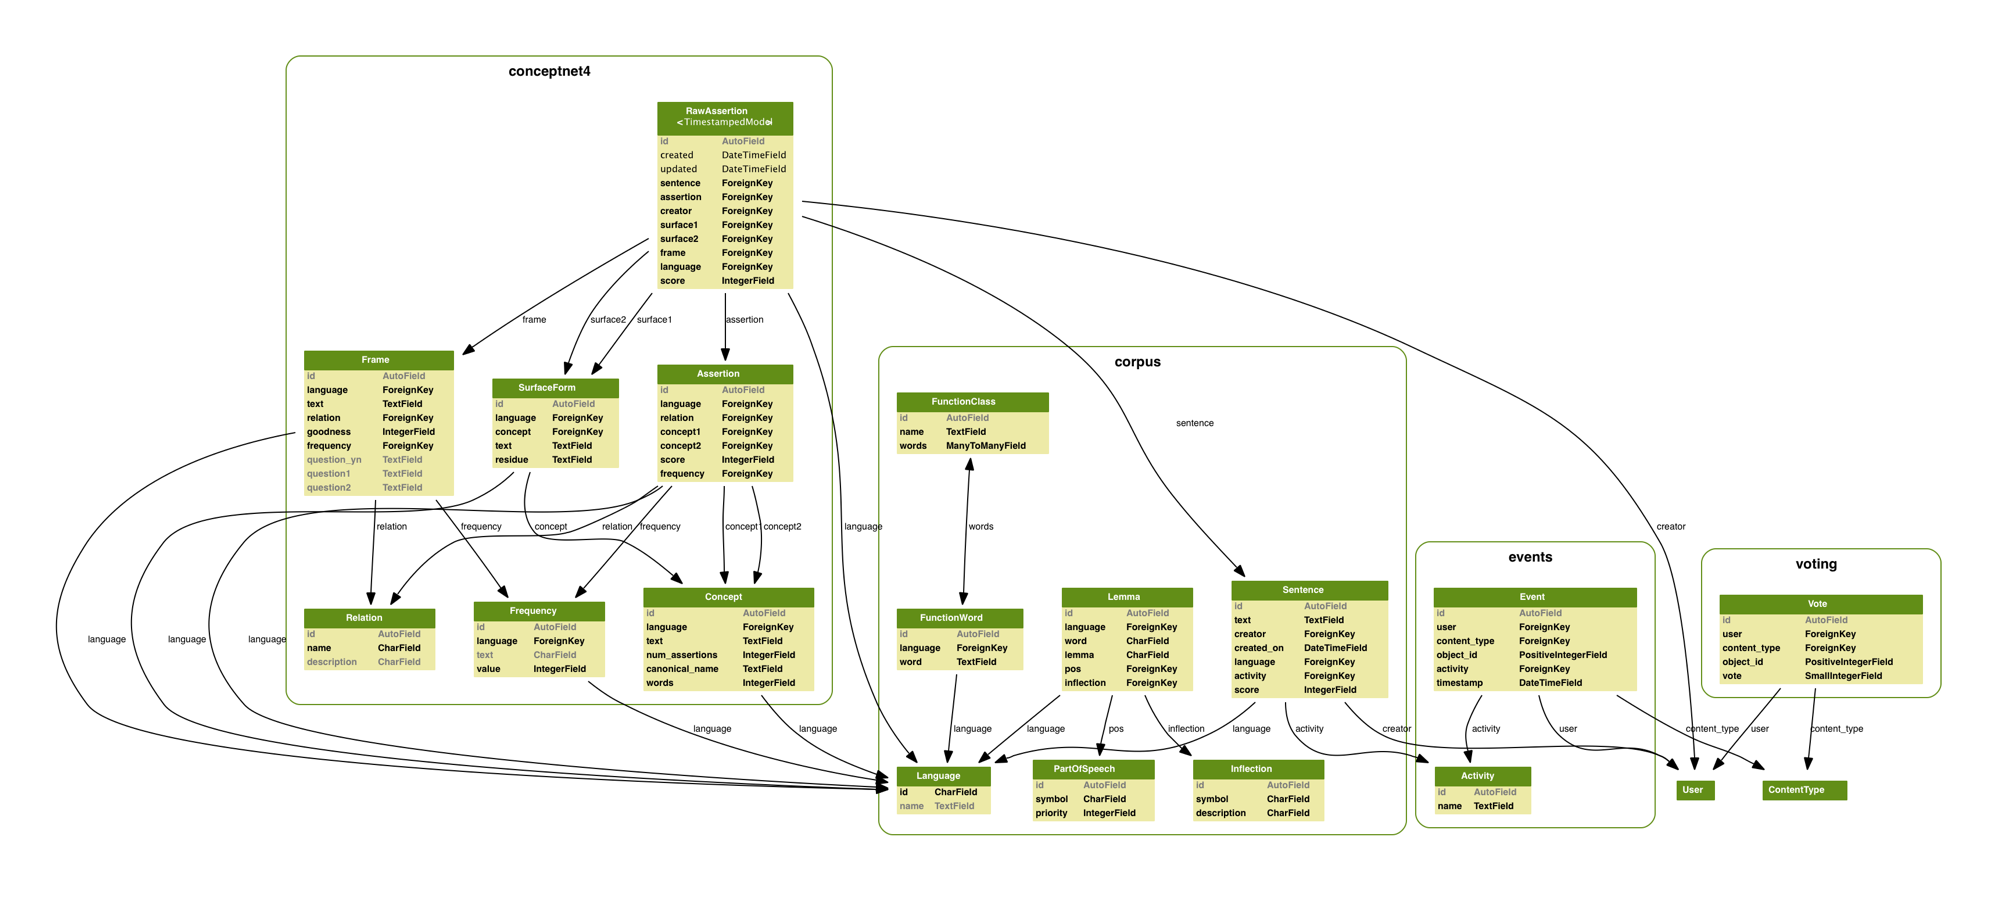 conceptnet4
RawAssertion
<TimestampedModel>
id AutoField
created DateTimeField
updated DateTimeField
sentence ForeignKey
assertion ForeignKey
creator ForeignKey
surface1 ForeignKey
surface2 ForeignKey
frame ForeignKey
language ForeignKey
score IntegerField
frame
surface2
surface1
assertion
Frame
id AutoField
language ForeignKey
text TextField
relation ForeignKey
goodness IntegerField
frequency ForeignKey
question_yn TextField
question1 TextField
question2 TextField
SurfaceForm
id AutoField
language ForeignKey
concept ForeignKey
text TextField
residue TextField
Assertion
id AutoField
language ForeignKey
relation ForeignKey
concept1 ForeignKey
concept2 ForeignKey
score IntegerField
frequency ForeignKey
relation
frequency
concept
relation
frequency
concept1
concept2
language
Relation
id AutoField
name CharField
description CharField
Frequency
id AutoField
language ForeignKey
text CharField
value IntegerField
Concept
id AutoField
language ForeignKey
text TextField
num_assertions IntegerField
canonical_name TextField
words IntegerField
language
language
language
language
language
corpus
FunctionClass
id AutoField
name TextField
words ManyToManyField
sentence
words
creator
FunctionWord
id AutoField
language ForeignKey
word TextField
Lemma
id AutoField
language ForeignKey
word CharField
lemma CharField
pos ForeignKey
inflection ForeignKey
Sentence
id AutoField
text TextField
creator ForeignKey
created_on DateTimeField
language ForeignKey
activity ForeignKey
score IntegerField
language
language
pos
inflection
language
activity
creator
Language
id CharField
name TextField
PartOfSpeech
id AutoField
symbol CharField
priority IntegerField
Inflection
id AutoField
symbol CharField
description CharField
events
Event
id AutoField
user ForeignKey
content_type ForeignKey
object_id PositiveIntegerField
activity ForeignKey
timestamp DateTimeField
activity
user
content_type
Activity
id AutoField
name TextField
voting
Vote
id AutoField
user ForeignKey
content_type ForeignKey
object_id PositiveIntegerField
vote SmallIntegerField
user
content_type
User
ContentType